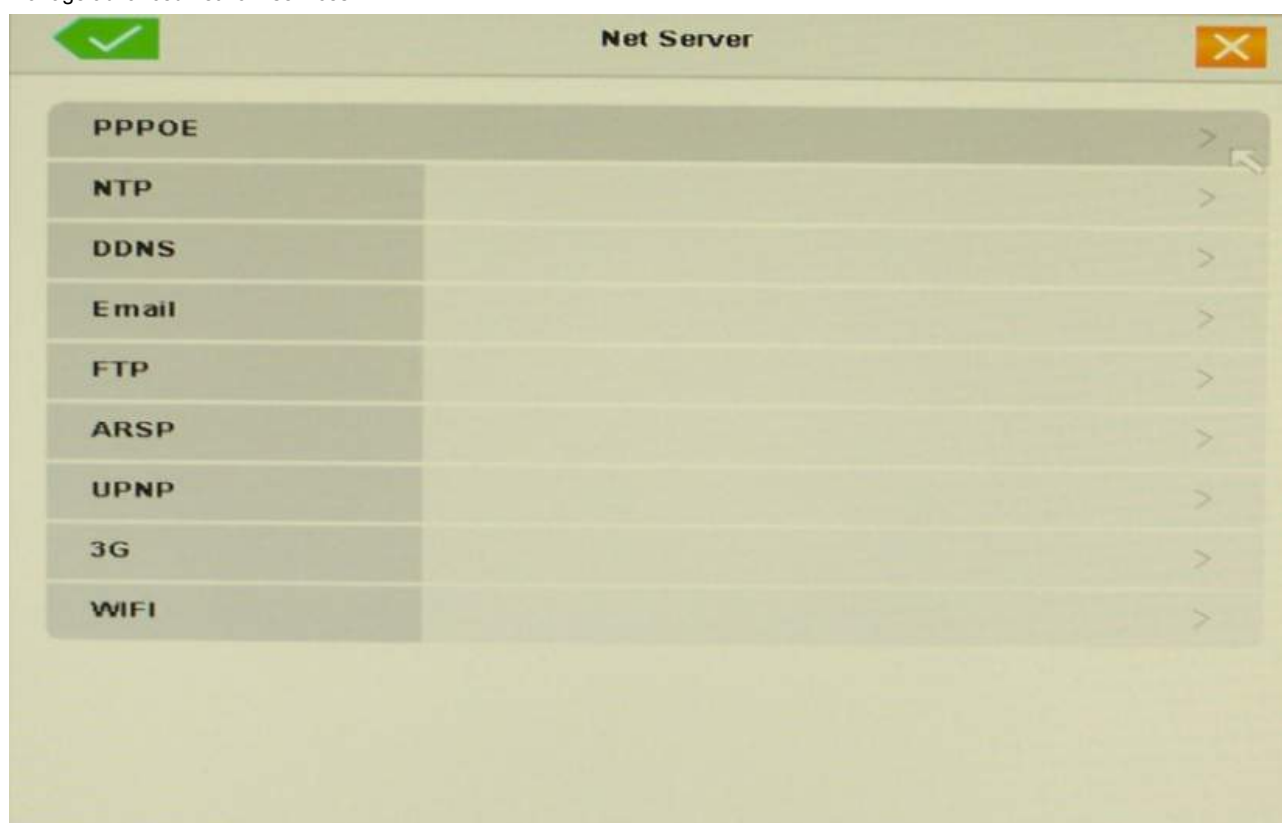 Net Server
PPPOE
NTP
DDNS
Email
FTP
ARSP
UPNP
3G
WIFI